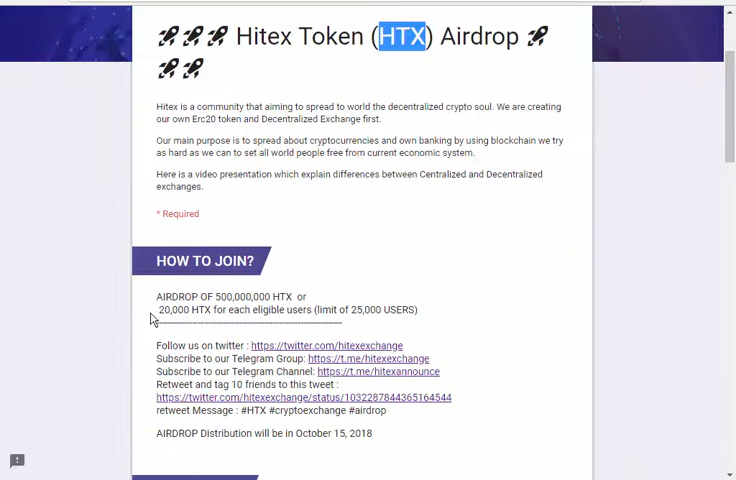 🚀🚀🚀 Hitex Token (HTX) Airdrop 🚀
🚀🚀
Hitex is a community that aiming to spread to world the decentralized crypto soul. We are creating
our own Erc20 token and Decentralized Exchange first.
Our main purpose is to spread about cryptocurrencies and own banking by using blockchain we try
as hard as we can to set all world people free from current economic system.
Here is a video presentation which explain differences between Centralized and Decentralized
exchanges.
* Required
HOW TO JOIN?
AIRDROP OF 500,000,000 HTX or
20,000 HTX for each eligible users (limit of 25,000 USERS)
--------------------------------------------------------------
Follow us on twitter : https://twitter.com/hitexexchange
Subscribe to our Telegram Group: https://t.me/hitexexchange
Subscribe to our Telegram Channel: https://t.me/hitexannounce
Retweet and tag 10 friends to this tweet :
https://twitter.com/hitexexchange/status/1032287844365164544
retweet Message : #HTX #cryptoexchange #airdrop
AIRDROP Distribution will be in October 15, 2018